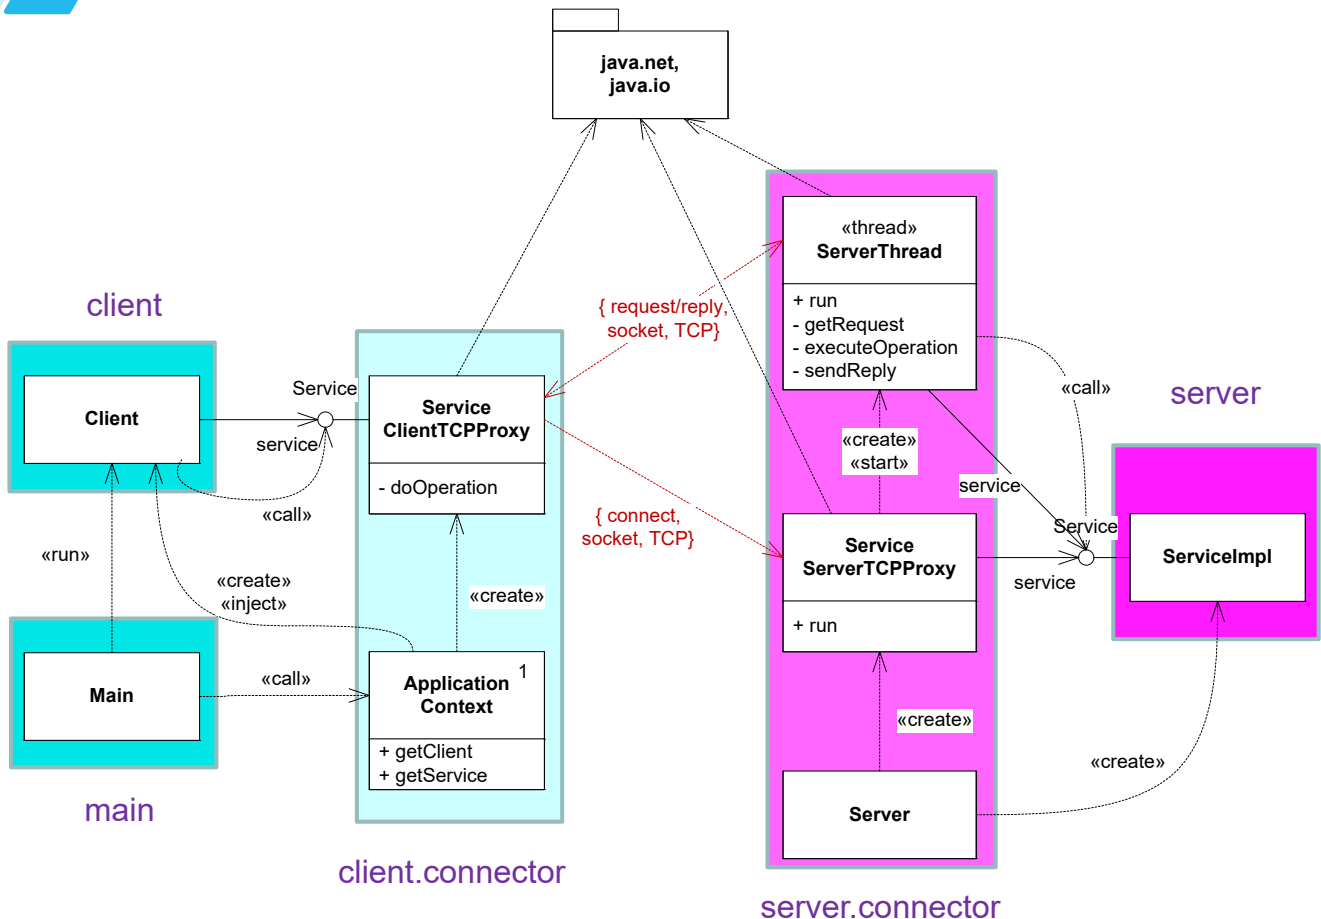 java.net,
java.io
«thread»
ServerThread
+ run
- getRequest
- executeOperation
- sendReply
{ request/reply,
socket, TCP}
client
Client
Service
service
«call»
Service
ClientTCPProxy
- doOperation
«call»
server
«create»
«start»
service
{ connect,
socket, TCP}
Service
service
Service
ServerTCPProxy
+ run
ServiceImpl
«run»
«create»
«inject»
«create»
Main
«call»
Application
Context
1
+ getClient
+ getService
«create»
«create»
Server
main
client.connector
server.connector